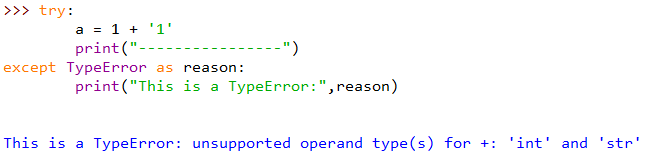 >>> try:
        a = 1 + '1'
        print("----------------")
except TypeError as reason:
        print("This is a TypeError:",reason)
This is a TypeError: unsupported operand type(s) for +: 'int' and 'str'